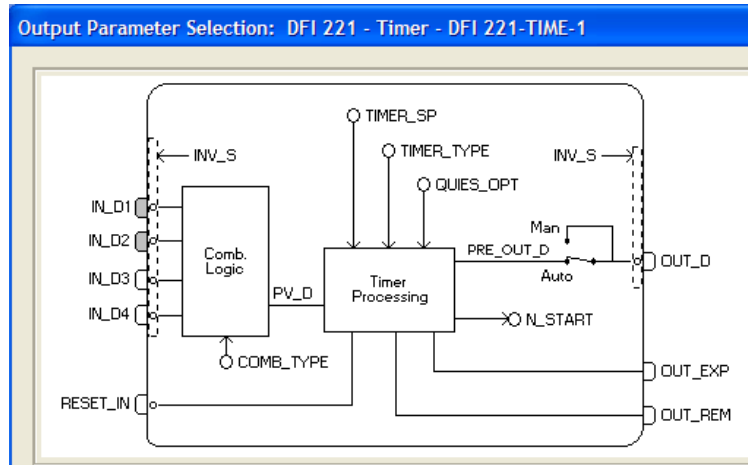 Output Parameter Selection: DFI 221 - Timer - DFI 221-TIME-1
TIMER_SP
INV_S
TIMER_TYPE
INV_S
QUIES_OPT
IN_D1
IN_D2
IN_D3
IN_D4
Comb.
Logic
PV_D
Timer
Processing
PRE_OUT_D
Man
Auto
OUT_D
N_START
COMB_TYPE
OUT_EXP
RESET_IN
OUT_REM